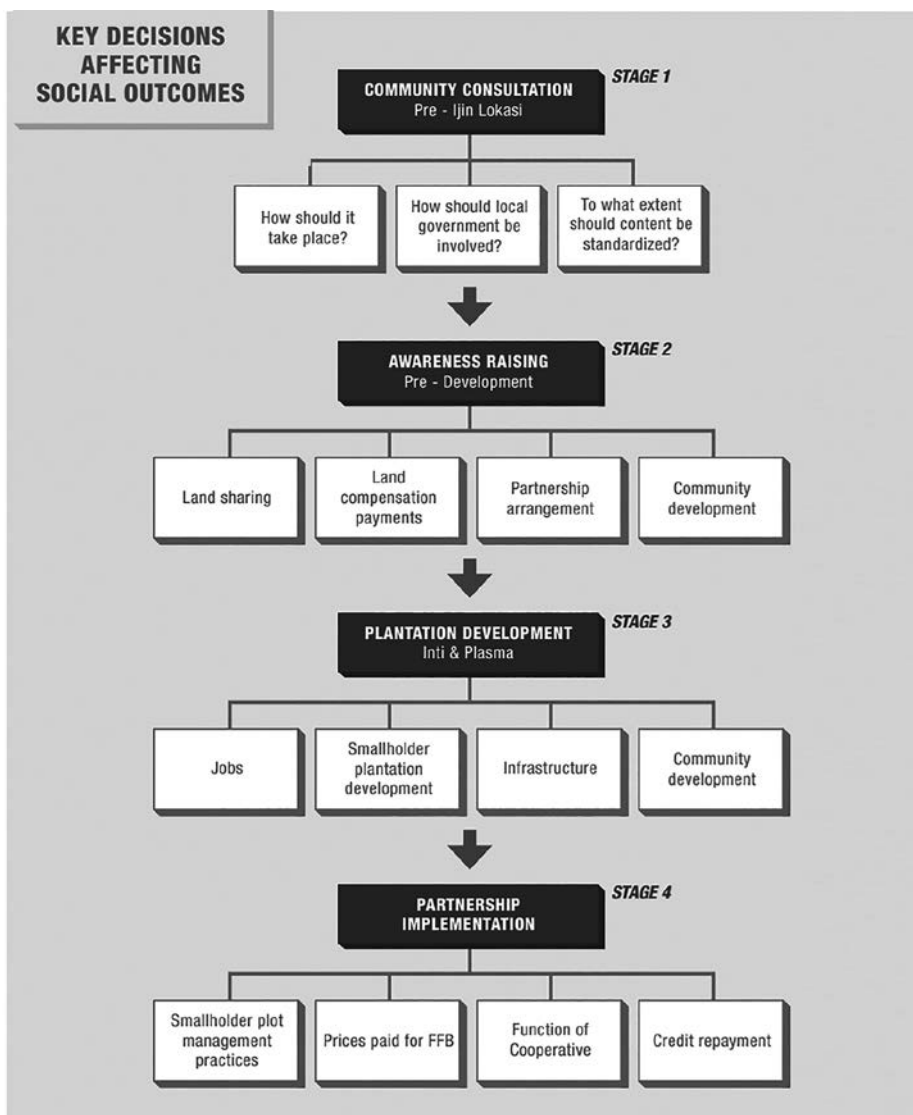 KEY DECISIONS
AFFECTING
SOCIAL OUTCOMES
STAGE 1
COMMUNITY CONSULTATION
Pre - Ijin Lokasi
How should it
take place?
How should local
government be
involved?
To what extent
should content be
standardized?
STAGE 2
AWARENESS RAISING
Pre - Development
Land sharing
Land
compensation
payments
Partnership
arrangement
Community
development
STAGE 3
PLANTATION DEVELOPMENT
Inti & Plasma
Jobs
Smallholder
plantation
development
Infrastructure
Community
development
STAGE 4
PARTNERSHIP
IMPLEMENTATION
Smallholder plot
management
practices
Prices paid for FFB
Function of
Cooperative
Credit repayment